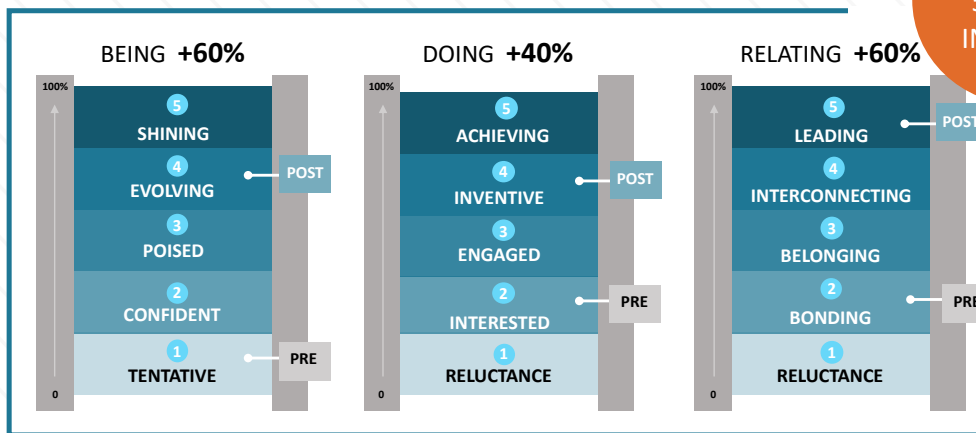 BEING +60%
100%
5
SHINING
4
EVOLVING
POST
3
POISED
2
CONFIDENT
1
TENTATIVE
PRE
0
DOING +40%
100%
5
ACHIEVING
4
INVENTIVE
POST
3
ENGAGED
2
INTERESTED
PRE
1
RELUCTANCE
0
RELATING +60%
100%
5
LEADING
POST
4
INTERCONNECTING
3
BELONGING
2
BONDING
PRE
1
RELUCTANCE
0